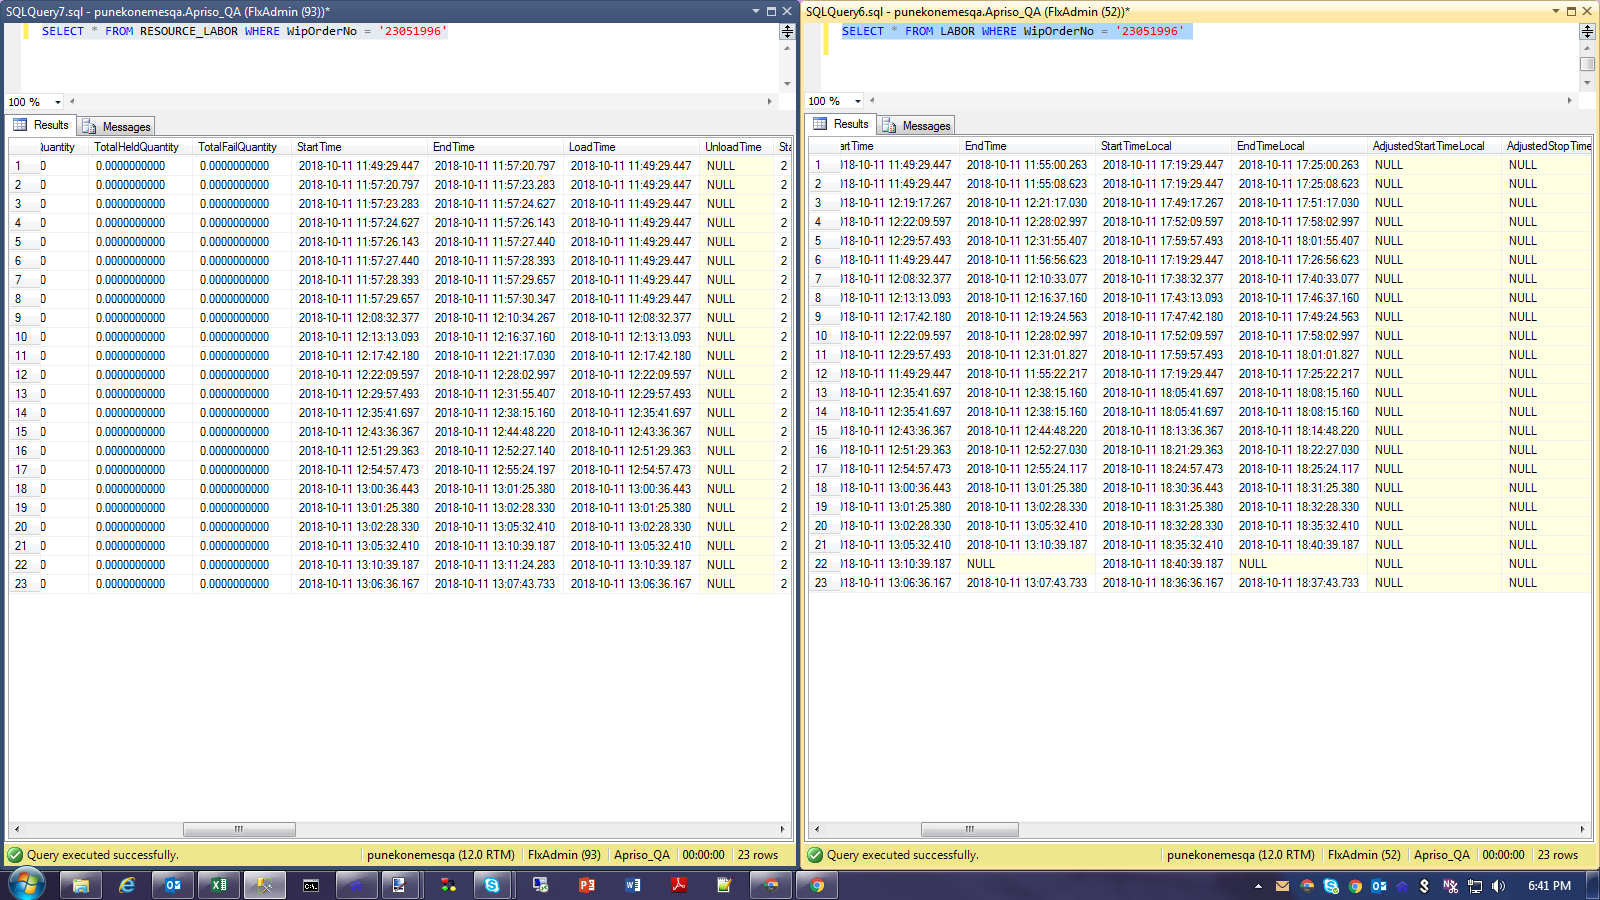 SQLQuery7.sql - punekonemesqa.Apriso_QA (FlxAdmin (93))*
SELECT * FROM RESOURCE_LABOR WHERE WipOrderNo = '23051996'
100 %
Results Messages
uantity TotalHeldQuantity TotalFailQuantity StartTime EndTime LoadTime UnloadTime Sta
1 0 0.0000000000 0.0000000000 2018-10-11 11:49:29.447 2018-10-11 11:57:20.797 2018-10-11 11:49:29.447 NULL 2
2 0 0.0000000000 0.0000000000 2018-10-11 11:57:20.797 2018-10-11 11:57:23.283 2018-10-11 11:49:29.447 NULL 2
3 0 0.0000000000 0.0000000000 2018-10-11 11:57:23.283 2018-10-11 11:57:24.627 2018-10-11 11:49:29.447 NULL 2
4 0 0.0000000000 0.0000000000 2018-10-11 11:57:24.627 2018-10-11 11:57:26.143 2018-10-11 11:49:29.447 NULL 2
5 0 0.0000000000 0.0000000000 2018-10-11 11:57:26.143 2018-10-11 11:57:27.440 2018-10-11 11:49:29.447 NULL 2
6 0 0.0000000000 0.0000000000 2018-10-11 11:57:27.440 2018-10-11 11:57:28.393 2018-10-11 11:49:29.447 NULL 2
7 0 0.0000000000 0.0000000000 2018-10-11 11:57:28.393 2018-10-11 11:57:29.657 2018-10-11 11:49:29.447 NULL 2
8 0 0.0000000000 0.0000000000 2018-10-11 11:57:29.657 2018-10-11 11:57:30.347 2018-10-11 11:49:29.447 NULL 2
9 0 0.0000000000 0.0000000000 2018-10-11 12:08:32.377 2018-10-11 12:10:34.267 2018-10-11 12:08:32.377 NULL 2
10 0 0.0000000000 0.0000000000 2018-10-11 12:13:13.093 2018-10-11 12:16:37.160 2018-10-11 12:13:13.093 NULL 2
11 0 0.0000000000 0.0000000000 2018-10-11 12:17:42.180 2018-10-11 12:21:17.030 2018-10-11 12:17:42.180 NULL 2
12 0 0.0000000000 0.0000000000 2018-10-11 12:22:09.597 2018-10-11 12:28:02.997 2018-10-11 12:22:09.597 NULL 2
13 0 0.0000000000 0.0000000000 2018-10-11 12:29:57.493 2018-10-11 12:31:55.407 2018-10-11 12:29:57.493 NULL 2
14 0 0.0000000000 0.0000000000 2018-10-11 12:35:41.697 2018-10-11 12:38:15.160 2018-10-11 12:35:41.697 NULL 2
15 0 0.0000000000 0.0000000000 2018-10-11 12:43:36.367 2018-10-11 12:44:48.220 2018-10-11 12:43:36.367 NULL 2
16 0 0.0000000000 0.0000000000 2018-10-11 12:51:29.363 2018-10-11 12:52:27.140 2018-10-11 12:51:29.363 NULL 2
17 0 0.0000000000 0.0000000000 2018-10-11 12:54:57.473 2018-10-11 12:55:24.197 2018-10-11 12:54:57.473 NULL 2
18 0 0.0000000000 0.0000000000 2018-10-11 13:00:36.443 2018-10-11 13:01:25.380 2018-10-11 13:00:36.443 NULL 2
19 0 0.0000000000 0.0000000000 2018-10-11 13:01:25.380 2018-10-11 13:02:28.330 2018-10-11 13:01:25.380 NULL 2
20 0 0.0000000000 0.0000000000 2018-10-11 13:02:28.330 2018-10-11 13:05:32.410 2018-10-11 13:02:28.330 NULL 2
21 0 0.0000000000 0.0000000000 2018-10-11 13:05:32.410 2018-10-11 13:10:39.187 2018-10-11 13:05:32.410 NULL 2
22 0 0.0000000000 0.0000000000 2018-10-11 13:10:39.187 2018-10-11 13:11:24.283 2018-10-11 13:10:39.187 NULL 2
23 0 0.0000000000 0.0000000000 2018-10-11 13:06:36.167 2018-10-11 13:07:43.733 2018-10-11 13:06:36.167 NULL 2
Query executed successfully. punekonemesqa (12.0 RTM) FlxAdmin (93) Apriso_QA 00:00:00 23 rows
SQLQuery6.sql - punekonemesqa.Apriso_QA (FlxAdmin (52))*
SELECT * FROM LABOR WHERE WipOrderNo = '23051996'
100 %
Results Messages
artTime EndTime StartTimeLocal EndTimeLocal AdjustedStartTimeLocal AdjustedStopTime
1 018-10-11 11:49:29.447 2018-10-11 11:55:00.263 2018-10-11 17:19:29.447 2018-10-11 17:25:00.263 NULL NULL
2 018-10-11 11:49:29.447 2018-10-11 11:55:08.623 2018-10-11 17:19:29.447 2018-10-11 17:25:08.623 NULL NULL
3 018-10-11 12:19:17.267 2018-10-11 12:21:17.030 2018-10-11 17:49:17.267 2018-10-11 17:51:17.030 NULL NULL
4 018-10-11 12:22:09.597 2018-10-11 12:28:02.997 2018-10-11 17:52:09.597 2018-10-11 17:58:02.997 NULL NULL
5 018-10-11 12:29:57.493 2018-10-11 12:31:55.407 2018-10-11 17:59:57.493 2018-10-11 18:01:55.407 NULL NULL
6 018-10-11 11:49:29.447 2018-10-11 11:56:56.623 2018-10-11 17:19:29.447 2018-10-11 17:26:56.623 NULL NULL
7 018-10-11 12:08:32.377 2018-10-11 12:10:33.077 2018-10-11 17:38:32.377 2018-10-11 17:40:33.077 NULL NULL
8 018-10-11 12:13:13.093 2018-10-11 12:16:37.160 2018-10-11 17:43:13.093 2018-10-11 17:46:37.160 NULL NULL
9 018-10-11 12:17:42.180 2018-10-11 12:19:24.563 2018-10-11 17:47:42.180 2018-10-11 17:49:24.563 NULL NULL
10 018-10-11 12:22:09.597 2018-10-11 12:28:02.997 2018-10-11 17:52:09.597 2018-10-11 17:58:02.997 NULL NULL
11 018-10-11 12:29:57.493 2018-10-11 12:31:01.827 2018-10-11 17:59:57.493 2018-10-11 18:01:01.827 NULL NULL
12 018-10-11 11:49:29.447 2018-10-11 11:55:22.217 2018-10-11 17:19:29.447 2018-10-11 17:25:22.217 NULL NULL
13 018-10-11 12:35:41.697 2018-10-11 12:38:15.160 2018-10-11 18:05:41.697 2018-10-11 18:08:15.160 NULL NULL
14 018-10-11 12:35:41.697 2018-10-11 12:38:15.160 2018-10-11 18:05:41.697 2018-10-11 18:08:15.160 NULL NULL
15 018-10-11 12:43:36.367 2018-10-11 12:44:48.220 2018-10-11 18:13:36.367 2018-10-11 18:14:48.220 NULL NULL
16 018-10-11 12:51:29.363 2018-10-11 12:52:27.030 2018-10-11 18:21:29.363 2018-10-11 18:22:27.030 NULL NULL
17 018-10-11 12:54:57.473 2018-10-11 12:55:24.117 2018-10-11 18:24:57.473 2018-10-11 18:25:24.117 NULL NULL
18 018-10-11 13:00:36.443 2018-10-11 13:01:25.380 2018-10-11 18:30:36.443 2018-10-11 18:31:25.380 NULL NULL
19 018-10-11 13:01:25.380 2018-10-11 13:02:28.330 2018-10-11 18:31:25.380 2018-10-11 18:32:28.330 NULL NULL
20 018-10-11 13:02:28.330 2018-10-11 13:05:32.410 2018-10-11 18:32:28.330 2018-10-11 18:35:32.410 NULL NULL
21 018-10-11 13:05:32.410 2018-10-11 13:10:39.187 2018-10-11 18:35:32.410 2018-10-11 18:40:39.187 NULL NULL
22 018-10-11 13:10:39.187 NULL 2018-10-11 18:40:39.187 NULL NULL NULL
23 018-10-11 13:06:36.167 2018-10-11 13:07:43.733 2018-10-11 18:36:36.167 2018-10-11 18:37:43.733 NULL NULL
Query executed successfully. punekonemesqa (12.0 RTM) FlxAdmin (52) Apriso_QA 00:00:00 23 rows
6:41 PM